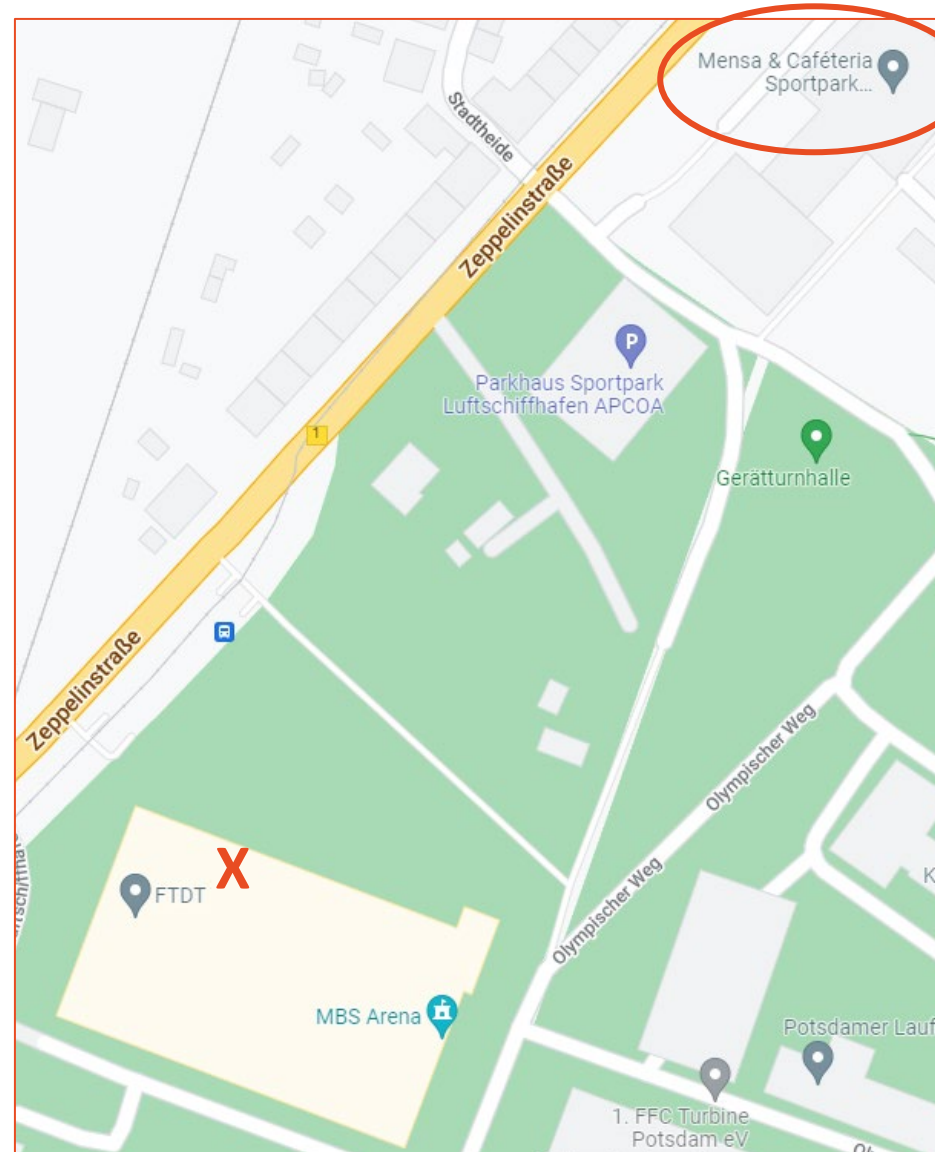 Mensa & Caféteria
Sportpark...
Stadtheide
Zeppelinstraße
P
Parkhaus Sportpark
Luftschiffhafen APCOA
1
Gerätturnhalle
Zeppelinstraße
Olympischer Weg
X
FTDT
Olympischer Weg
K
MBS Arena
Potsdamer Lauf
1. FFC Turbine
Potsdam eV